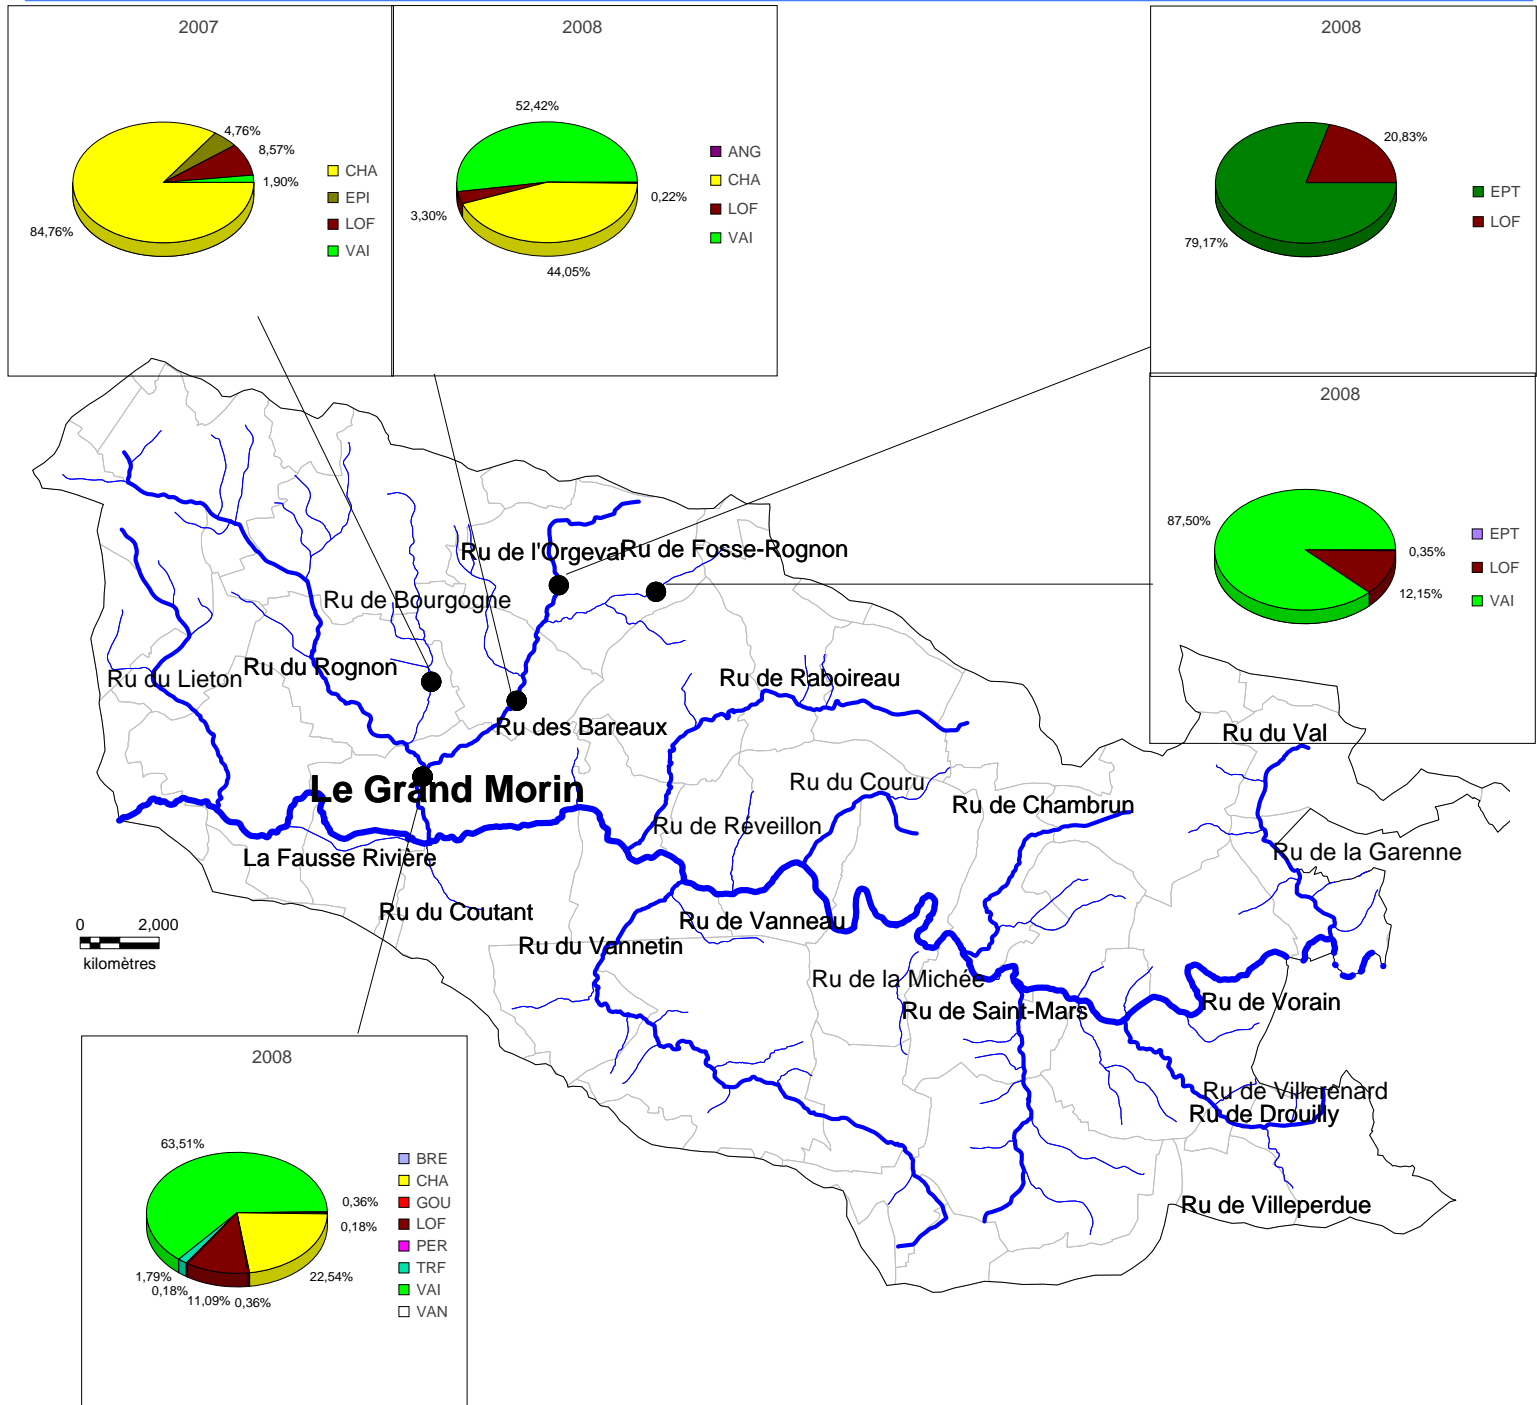 2007
84,76%
4,76%
8,57%
1,90%
CHA
EPI
LOF
VAI
2008
52,42%
0,22%
3,30%
44,05%
ANG
CHA
LOF
VAI
2008
20,83%
79,17%
EPT
LOF
2008
87,50%
0,35%
12,15%
EPT
LOF
VAI
Ru de l'Orgeval
Ru de Fosse-Rognon
Ru de Bourgogne
Ru du Rognon
Ru du Lieton
Ru de Raboireau
Ru des Bareaux
Ru du Val
Le Grand Morin
Ru du Couru
Ru de Chambrun
Ru de Réveillon
La Fausse Rivière
Ru de la Garenne
Ru du Coutant
Ru de Vanneau
Ru du Vannetin
0 2,000
kilomètres
Ru de la Michée
Ru de Saint-Mars
Ru de Vorain
Ru de Villerenard
Ru de Drouilly
Ru de Villeperdue
2008
63,51%
0,36%
0,18%
22,54%
1,79%
0,18%
11,09%
0,36%
BRE
CHA
GOU
LOF
PER
TRF
VAI
VAN